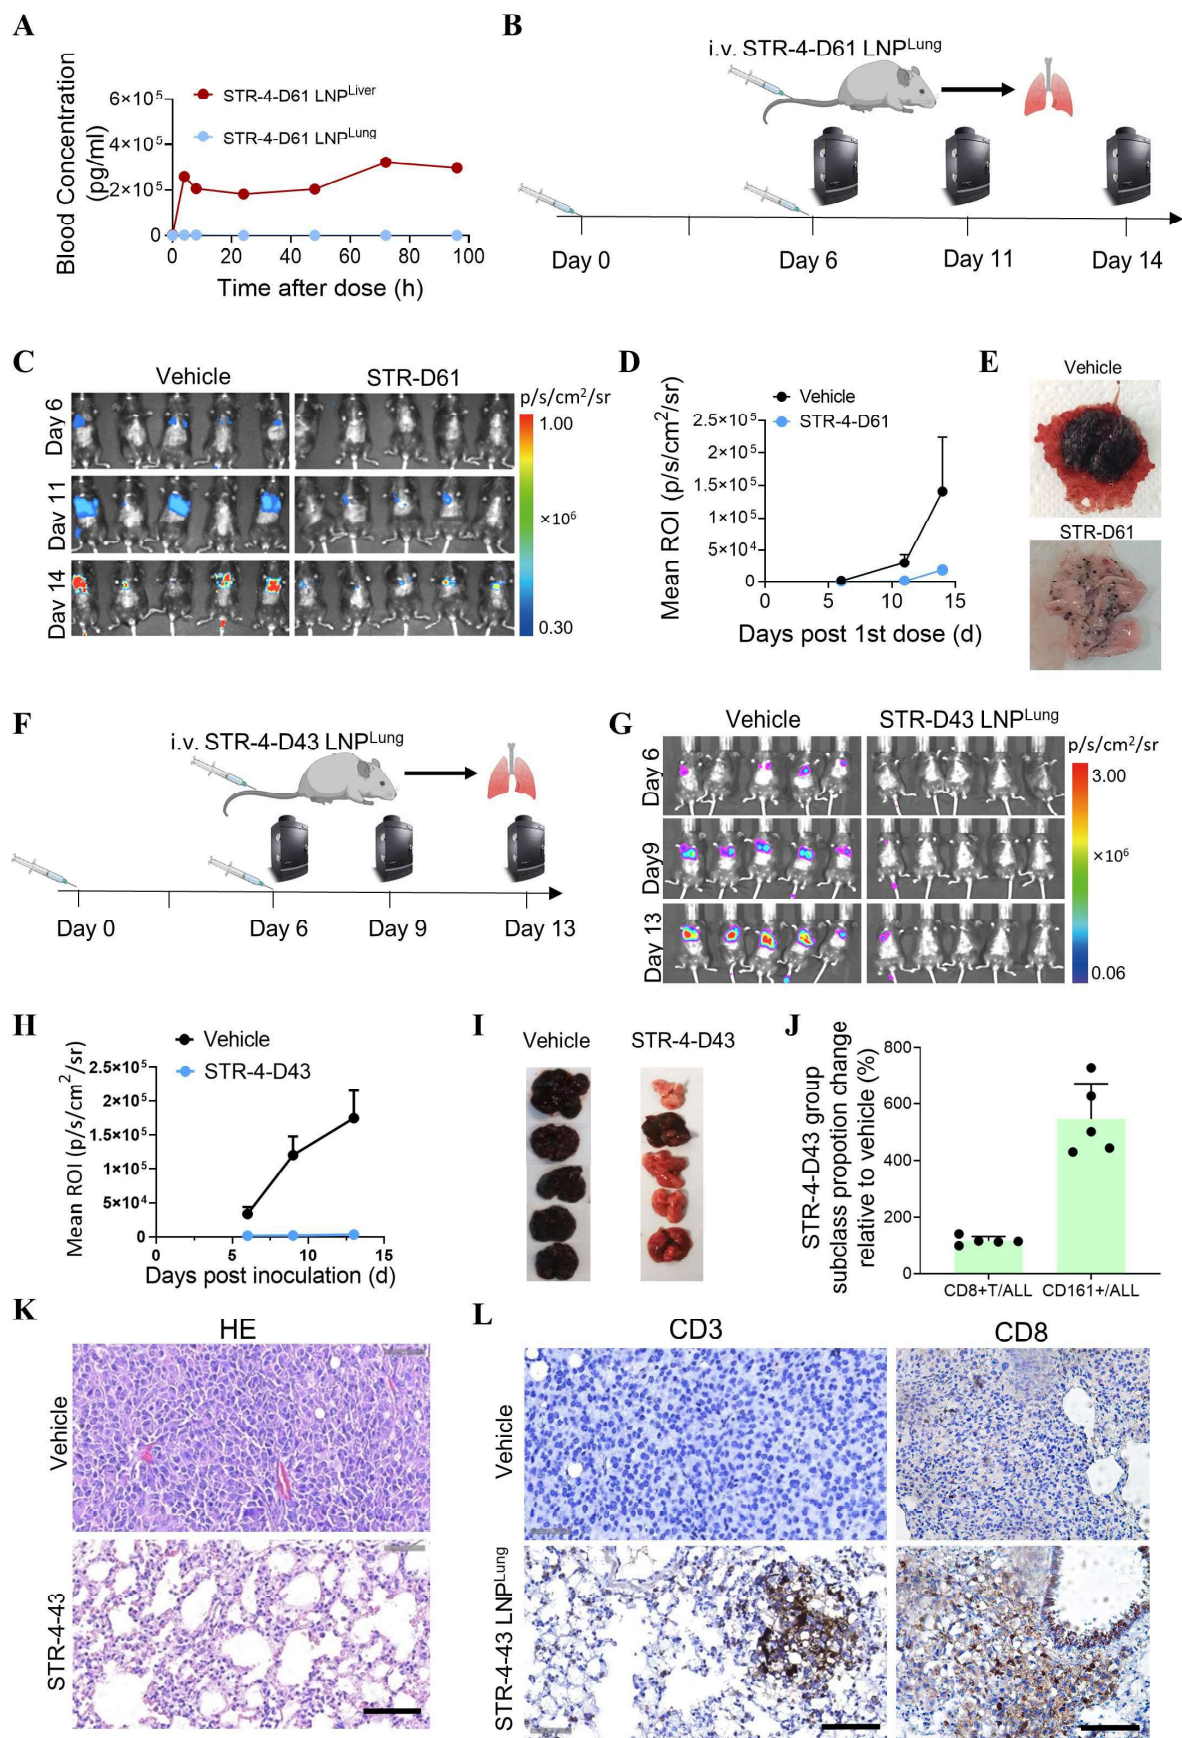 A
6×10⁵
4×10⁵
2×10⁵
0
Blood Concentration
(pg/ml)
STR-4-D61 LNP^Liver
STR-4-D61 LNP^Lung
0 20 40 60 80 100
Time after dose (h)
B
i.v. STR-4-D61 LNP^Lung
Day 0 Day 6 Day 11 Day 14
C
Vehicle STR-D61
p/s/cm²/sr
Day 6
Day 11
Day 14
1.00
×10⁶
0.30
D
Vehicle
STR-4-D61
Mean ROI (p/s/cm²/sr)
2.5×10⁵
2×10⁵
1.5×10⁵
1×10⁵
5×10⁴
0
0 5 10 15
Days post 1st dose (d)
E
Vehicle
STR-D61
F
i.v. STR-4-D43 LNP^Lung
Day 0 Day 6 Day 9 Day 13
G
Vehicle STR-D43 LNP^Lung
p/s/cm²/sr
Day 6
Day9
Day 13
3.00
×10⁶
0.06
H
Vehicle
STR-4-D43
Mean ROI (p/s/cm²/sr)
2.5×10⁵
2×10⁵
1.5×10⁵
1×10⁵
5×10⁴
0
0 5 10 15
Days post inoculation (d)
I
Vehicle STR-4-D43
J
STR-4-D43 group
subclass propotion change
relative to vehicle (%)
800
600
400
200
0
CD8+T/ALL CD161+/ALL
K
HE
Vehicle
STR-4-43
L
CD3 CD8
Vehicle
STR-4-43 LNP^Lung